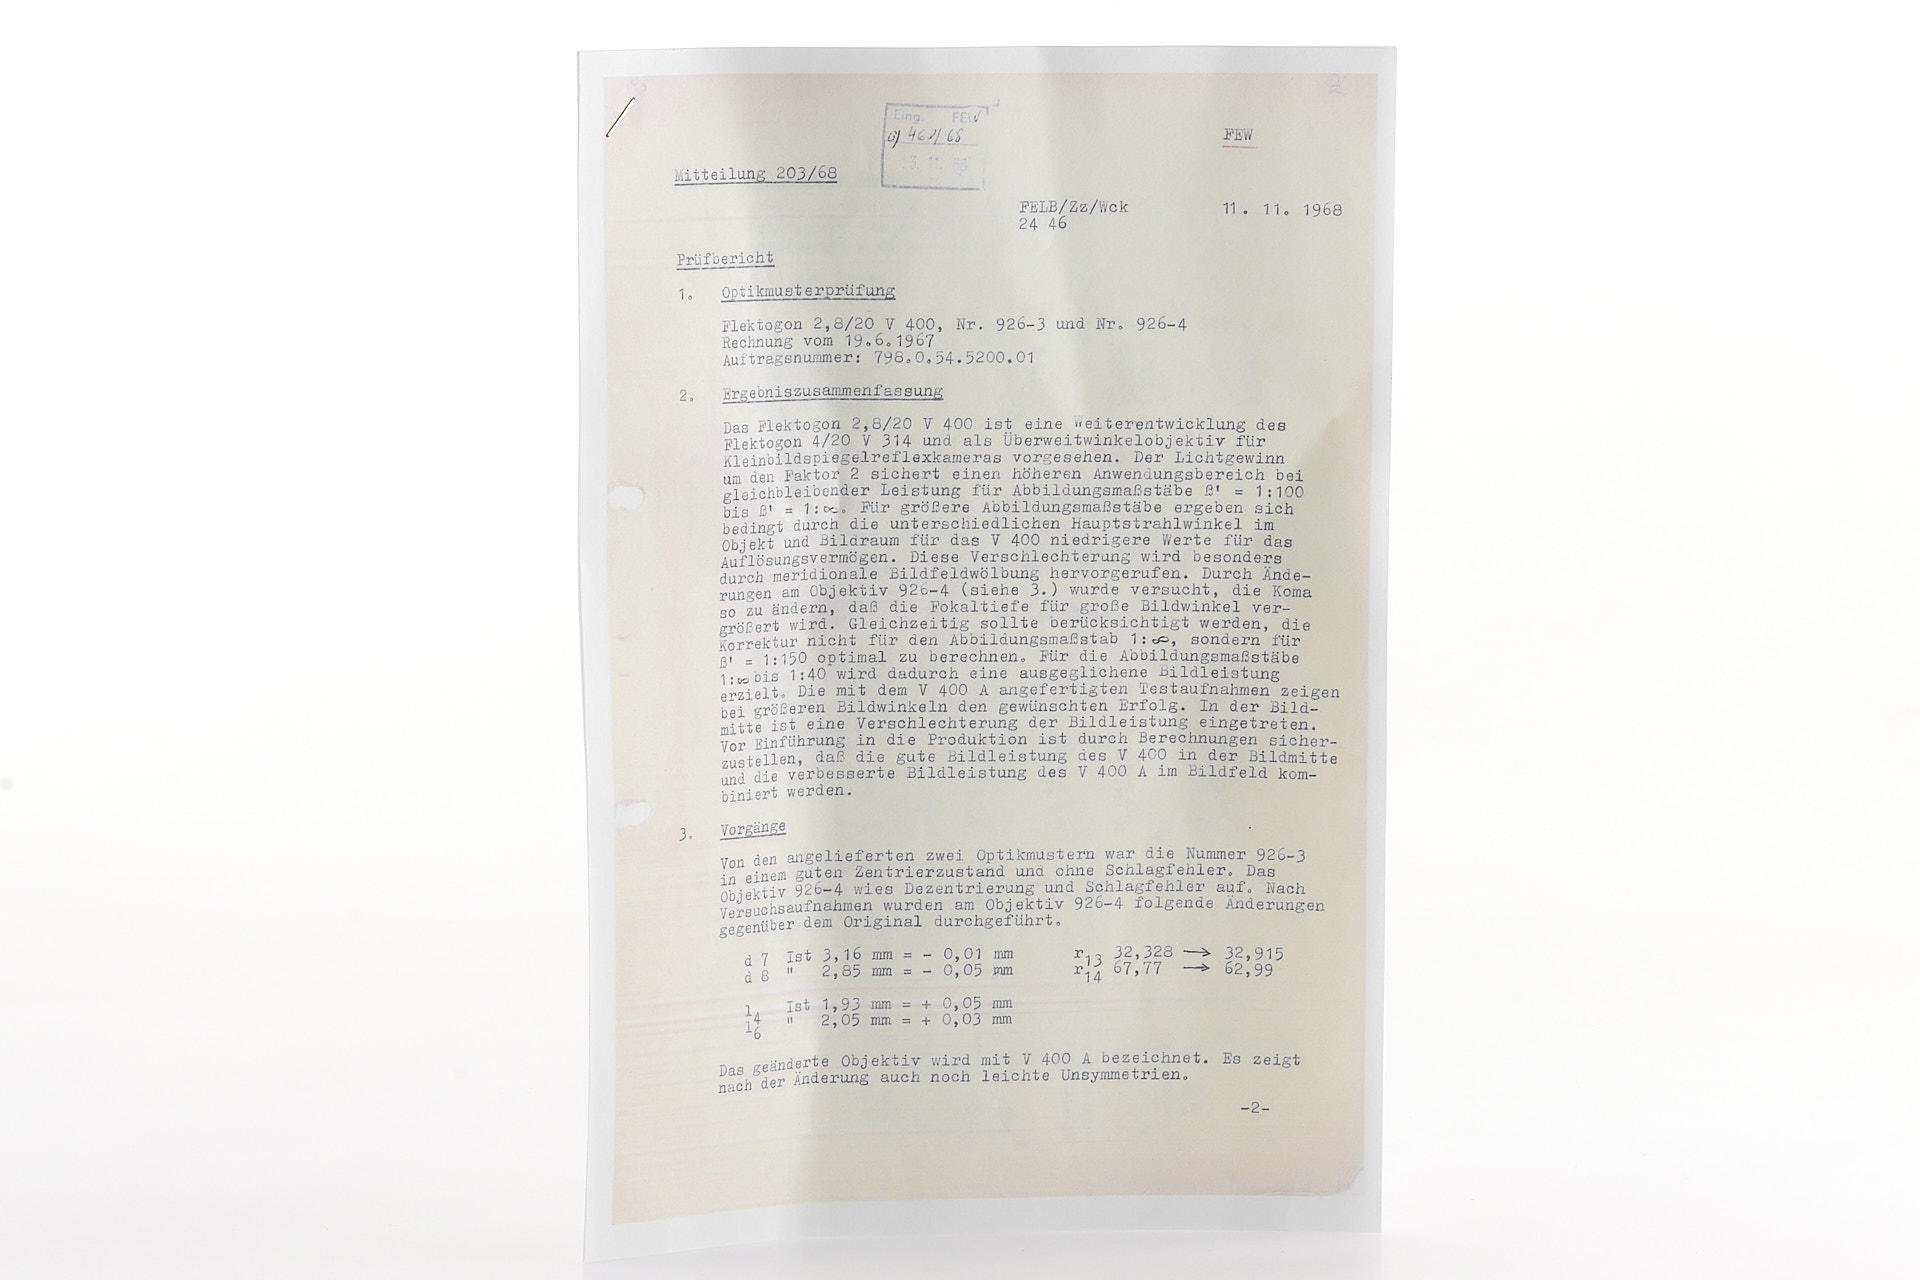 Eing. FEW
462/68
13. 11. 68
FEW
Mitteilung 203/68
FELB/Zz/Wck
24 46
11. 11. 1968
Prüfbericht
1. Optikmusterprüfung
Flektogon 2,8/20 V 400, Nr. 926-3 und Nr. 926-4
Rechnung vom 19.6.1967
Auftragsnummer: 798.0.54.5200.01
2. Ergebniszusammenfassung
Das Flektogon 2,8/20 V 400 ist eine Weiterentwicklung des
Flektogon 4/20 V 314 und als Überweitwinkelobjektiv für
Kleinbildspiegelreflexkameras vorgesehen. Der Lichtgewinn
um den Faktor 2 sichert einen höheren Anwendungsbereich bei
gleichbleibender Leistung für Abbildungsmaßstäbe ß' = 1:100
bis ß' = 1:∞. Für größere Abbildungsmaßstäbe ergeben sich
bedingt durch die unterschiedlichen Hauptstrahlwinkel im
Objekt und Bildraum für das V 400 niedrigere Werte für das
Auflösungsvermögen. Diese Verschlechterung wird besonders
durch meridionale Bildfeldwölbung hervorgerufen. Durch Ände-
rungen am Objektiv 926-4 (siehe 3.) wurde versucht, die Koma
so zu ändern, daß die Fokaltiefe für große Bildwinkel ver-
größert wird. Gleichzeitig sollte berücksichtigt werden, die
Korrektur nicht für den Abbildungsmaßstab 1:∞, sondern für
ß' = 1:150 optimal zu berechnen. Für die Abbildungsmaßstäbe
1:∞ bis 1:40 wird dadurch eine ausgeglichene Bildleistung
erzielt. Die mit dem V 400 A angefertigten Testaufnahmen zeigen
bei größeren Bildwinkeln den gewünschten Erfolg. In der Bild-
mitte ist eine Verschlechterung der Bildleistung eingetreten.
Vor Einführung in die Produktion ist durch Berechnungen sicher-
zustellen, daß die gute Bildleistung des V 400 in der Bildmitte
und die verbesserte Bildleistung des V 400 A im Bildfeld kom-
biniert werden.
3. Vorgänge
Von den angelieferten zwei Optikmustern war die Nummer 926-3
in einem guten Zentrierzustand und ohne Schlagfehler. Das
Objektiv 926-4 wies Dezentrierung und Schlagfehler auf. Nach
Versuchsaufnahmen wurden am Objektiv 926-4 folgende Änderungen
gegenüber dem Original durchgeführt.
d 7 Ist 3,16 mm = - 0,01 mm r13 32,328 → 32,915
d 8 " 2,85 mm = - 0,05 mm r14 67,77 → 62,99
l4 Ist 1,93 mm = + 0,05 mm
l6 " 2,05 mm = + 0,03 mm
Das geänderte Objektiv wird mit V 400 A bezeichnet. Es zeigt
nach der Änderung auch noch leichte Unsymmetrien.
-2-